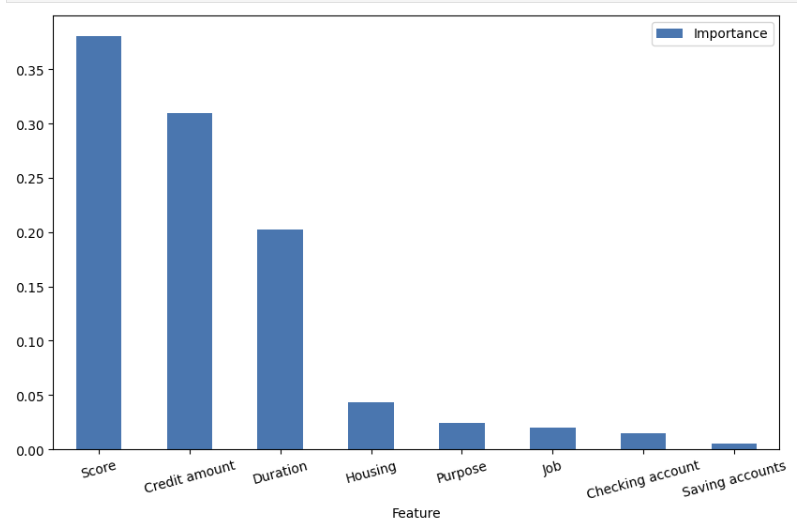 Importance
0.35
0.30
0.25
0.20
0.15
0.10
0.05
0.00
Score
Credit amount
Duration
Housing
Purpose
Job
Checking account
Saving accounts
Feature